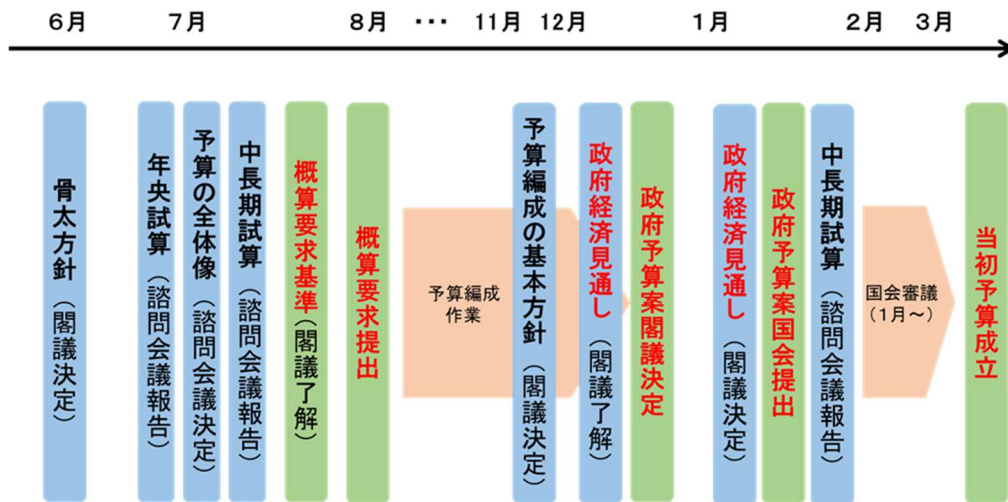 6月 7月 8月 ・・・ 11月 12月 1月 2月 3月
骨太方針（閣議決定）
年央試算（諮問会議報告）
予算の全体像（諮問会議決定）
中長期試算（諮問会議報告）
概算要求基準（閣議了解）
概算要求提出
予算編成
作業
予算編成の基本方針（閣議決定）
政府経済見通し（閣議了解）
政府予算案閣議決定
政府経済見通し（閣議決定）
政府予算案国会提出
中長期試算（諮問会議報告）
国会審議
（1月～）
当初予算成立